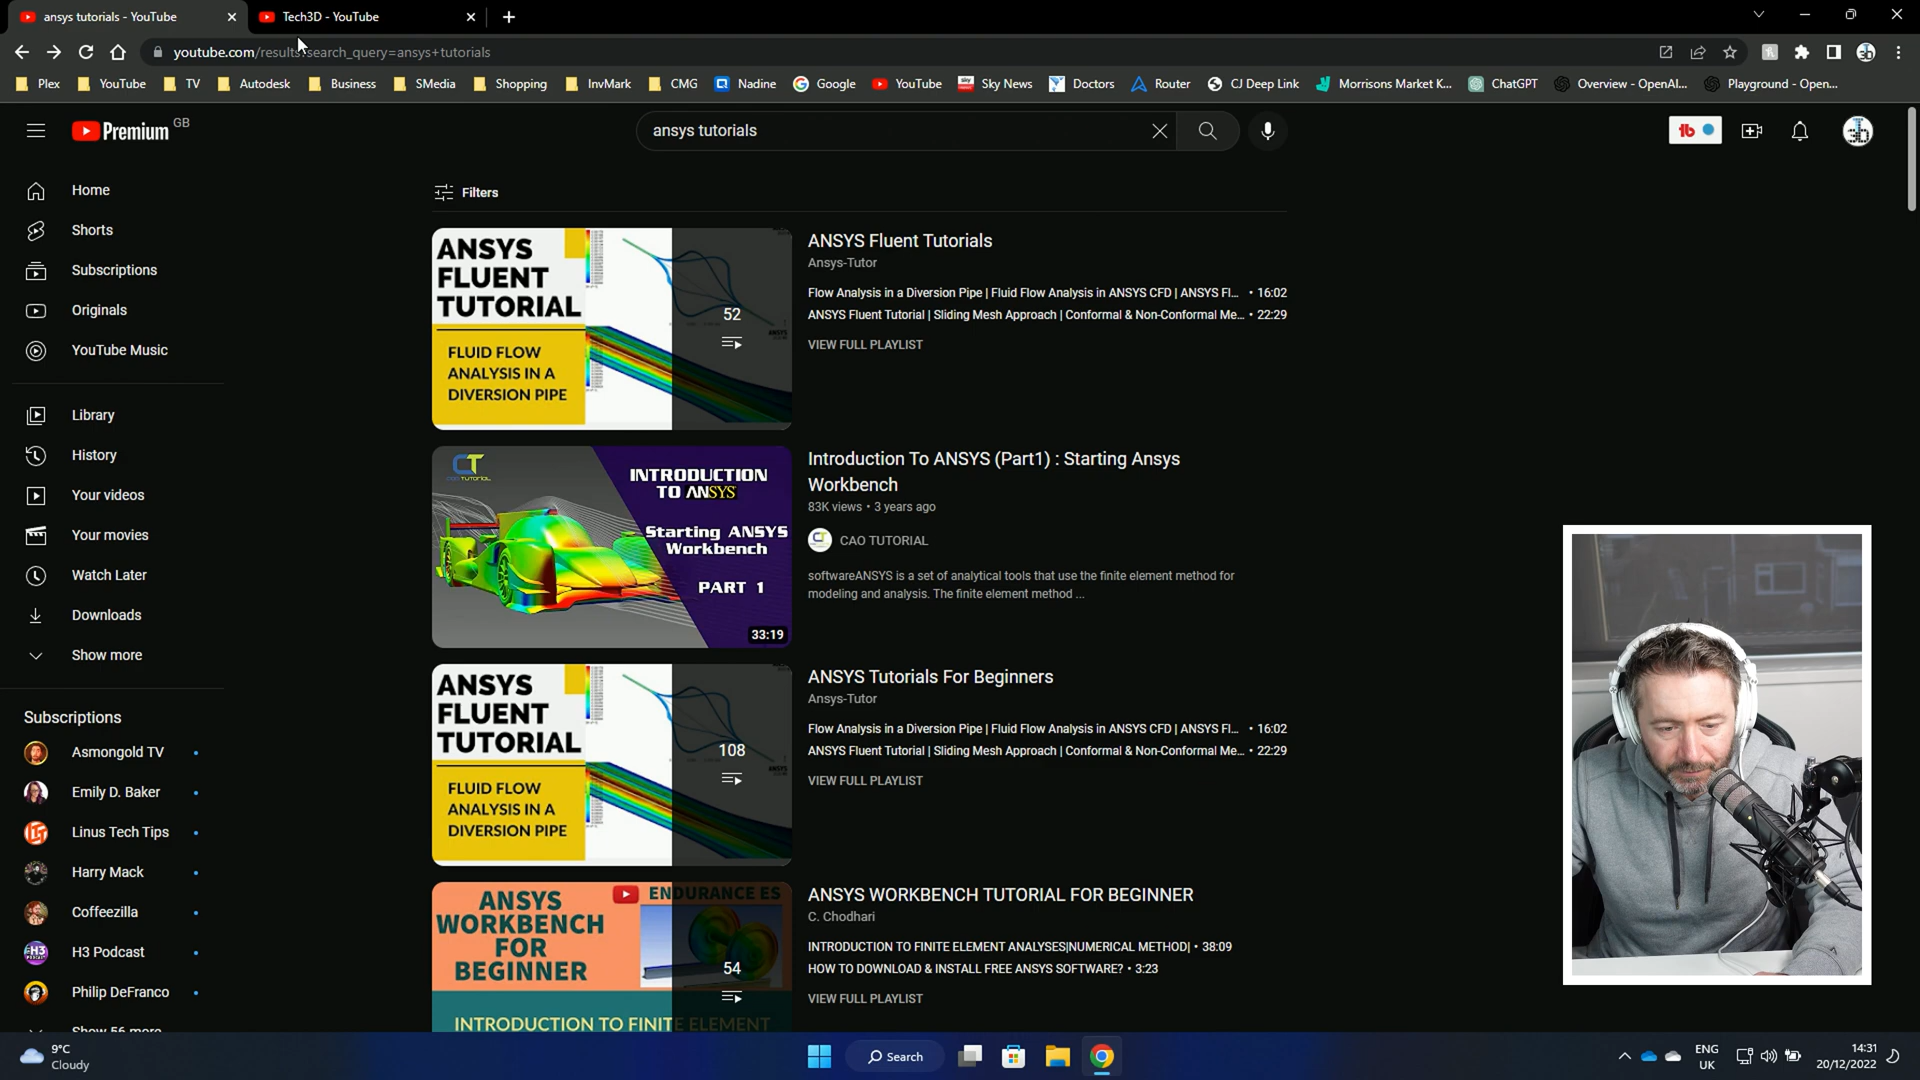 ansys tutorials - YouTube
Tech3D - YouTube
youtube.com/results?search_query=ansys+tutorials
Plex YouTube TV Autodesk Business SMedia Shopping InvMark CMG Nadine Google YouTube Sky News Doctors Router CJ Deep Link Morrisons Market K... ChatGPT Overview - OpenAI... Playground - Open...
Premium GB
ansys tutorials
Home
Shorts
Subscriptions
Originals
YouTube Music
Library
History
Your videos
Your movies
Watch Later
Downloads
Show more
Subscriptions
Asmongold TV
Emily D. Baker
Linus Tech Tips
Harry Mack
Coffeezilla
H3 Podcast
Philip DeFranco
Show 56 more
Filters
ANSYS
FLUENT
TUTORIAL
FLUID FLOW
ANALYSIS IN A
DIVERSION PIPE
52
ANSYS Fluent Tutorials
Ansys-Tutor
Flow Analysis in a Diversion Pipe | Fluid Flow Analysis in ANSYS CFD | ANSYS Fl... • 16:02
ANSYS Fluent Tutorial | Sliding Mesh Approach | Conformal & Non-Conformal Me... • 22:29
VIEW FULL PLAYLIST
CT
INTRODUCTION
TO ANSYS
Starting ANSYS
Workbench
PART 1
33:19
Introduction To ANSYS (Part1) : Starting Ansys
Workbench
83K views • 3 years ago
CAO TUTORIAL
softwareANSYS is a set of analytical tools that use the finite element method for
modeling and analysis. The finite element method ...
ANSYS
FLUENT
TUTORIAL
FLUID FLOW
ANALYSIS IN A
DIVERSION PIPE
108
ANSYS Tutorials For Beginners
Ansys-Tutor
Flow Analysis in a Diversion Pipe | Fluid Flow Analysis in ANSYS CFD | ANSYS Fl... • 16:02
ANSYS Fluent Tutorial | Sliding Mesh Approach | Conformal & Non-Conformal Me... • 22:29
VIEW FULL PLAYLIST
ANSYS
WORKBENCH
FOR
BEGINNER
ENDURANCE ES
54
INTRODUCTION TO FINITE ELEMENT
ANSYS WORKBENCH TUTORIAL FOR BEGINNER
C. Chodhari
INTRODUCTION TO FINITE ELEMENT ANALYSES|NUMERICAL METHOD| • 38:09
HOW TO DOWNLOAD & INSTALL FREE ANSYS SOFTWARE? • 3:23
VIEW FULL PLAYLIST
9°C
Cloudy
Search
ENG
UK
14:31
20/12/2022